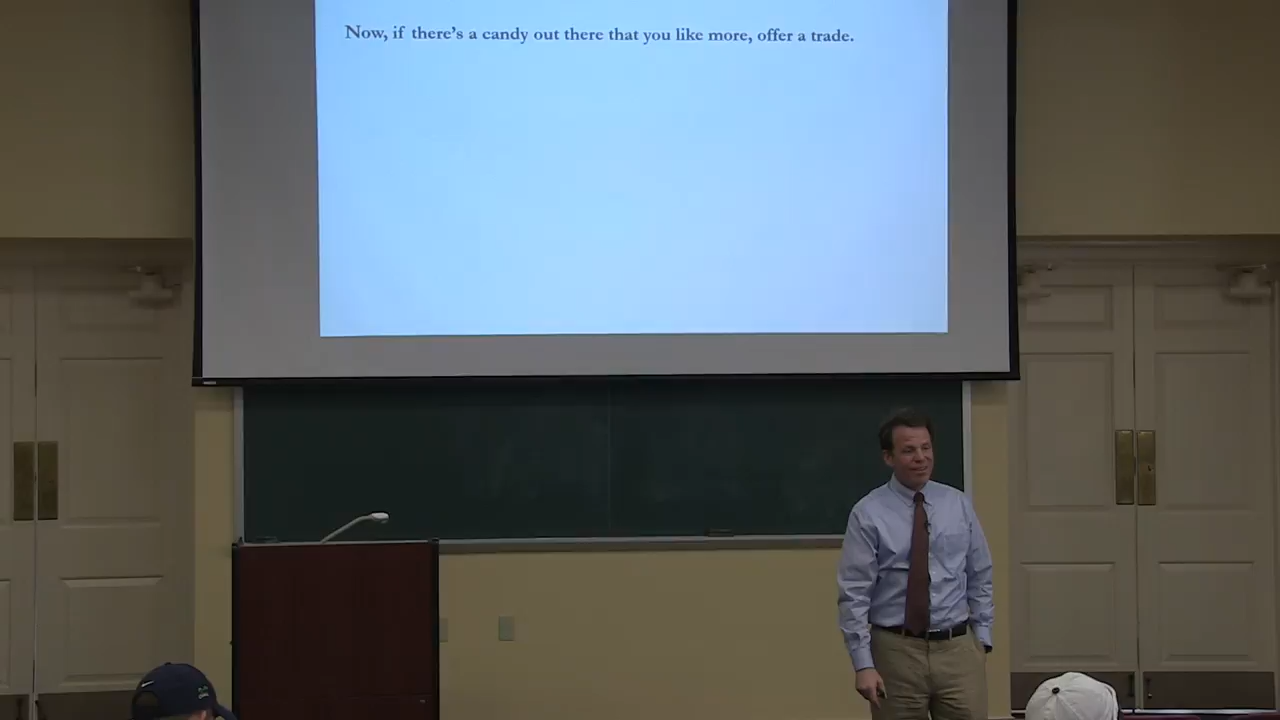 Now, if there's a candy out there that you like more, offer a trade.